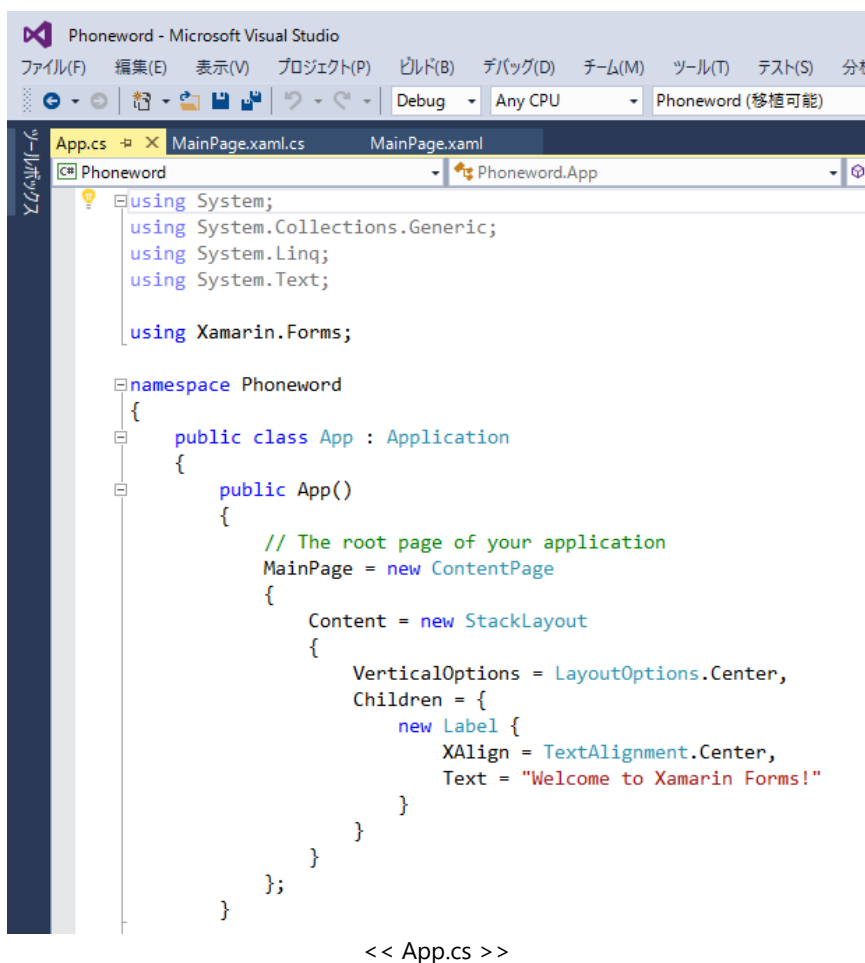 Phoneword - Microsoft Visual Studio
ファイル(F) 編集(E) 表示(V) プロジェクト(P) ビルド(B) デバッグ(D) チーム(M) ツール(T) テスト(S) 分
Debug Any CPU Phoneword (移植可能)
ツールボックス
App.cs MainPage.xaml.cs MainPage.xaml
C# Phoneword Phoneword.App
using System;
using System.Collections.Generic;
using System.Linq;
using System.Text;
using Xamarin.Forms;
namespace Phoneword
{
public class App : Application
{
public App()
{
// The root page of your application
MainPage = new ContentPage
{
Content = new StackLayout
{
VerticalOptions = LayoutOptions.Center,
Children = {
new Label {
XAlign = TextAlignment.Center,
Text = "Welcome to Xamarin Forms!"
}
}
}
};
}
<< App.cs >>